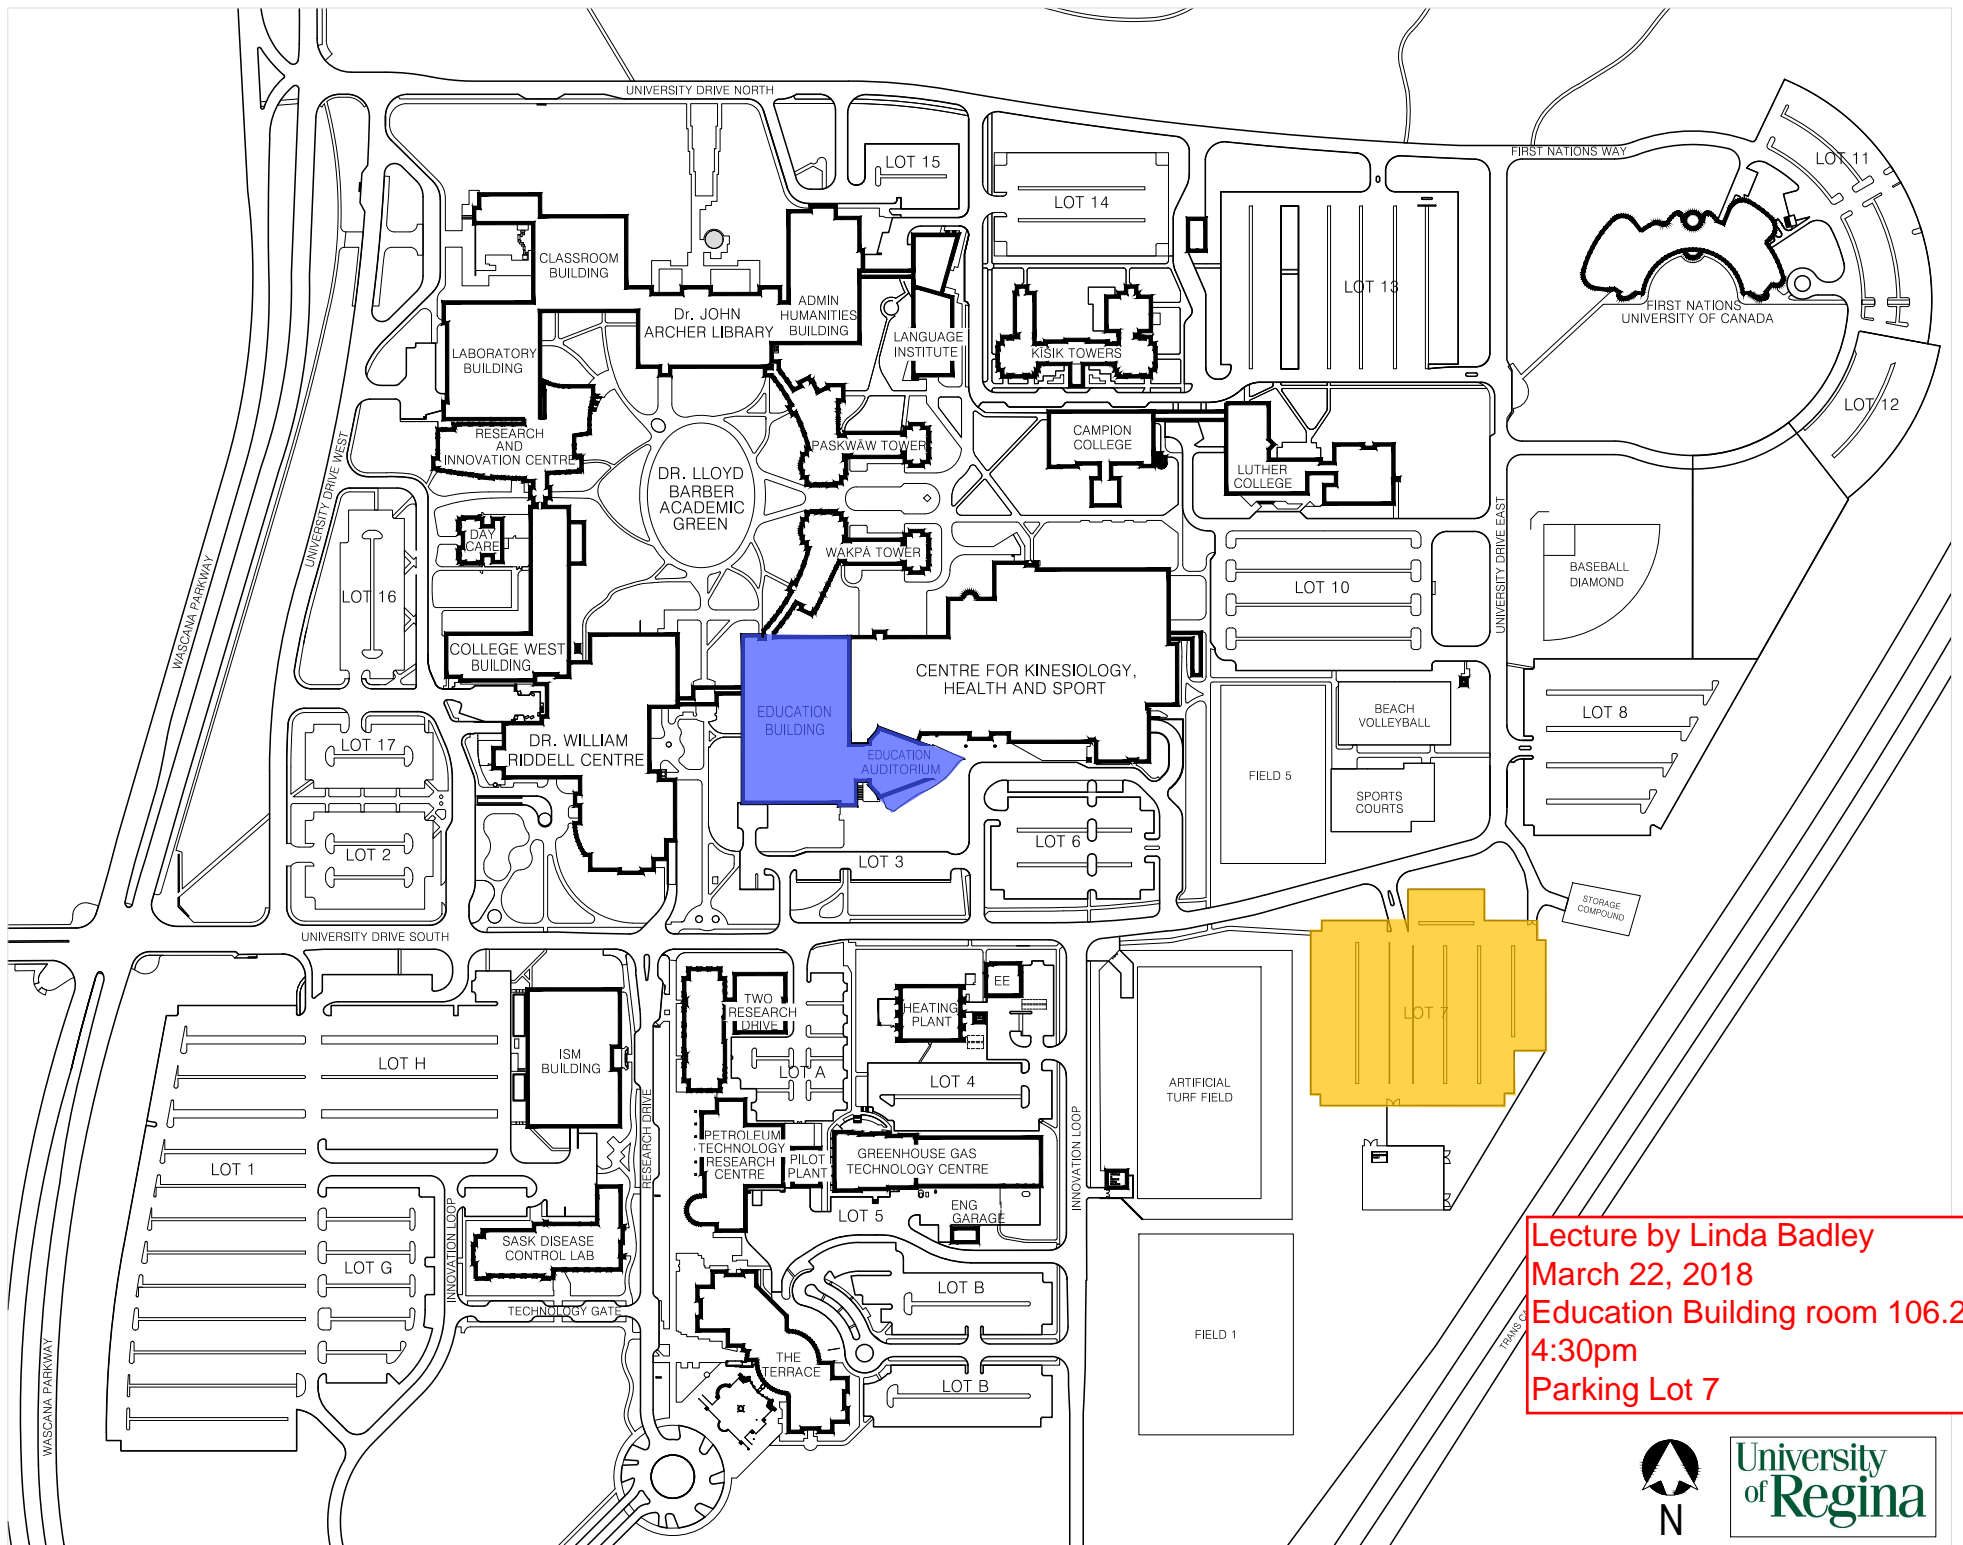 UNIVERSITY DRIVE NORTH
FIRST NATIONS WAY
LOT 11
LOT 15
LOT 14
CLASSROOM
BUILDING
LOT 13
Dr. JOHN
ARCHER LIBRARY
ADMIN
HUMANITIES
BUILDING
FIRST NATIONS
UNIVERSITY OF CANADA
LANGUAGE
INSTITUTE
KĪSIK TOWERS
LABORATORY
BUILDING
LOT 12
RESEARCH
AND
INNOVATION CENTRE
PASKWĀW TOWER
CAMPION
COLLEGE
LUTHER
COLLEGE
DR. LLOYD
BARBER
ACADEMIC
GREEN
UNIVERSITY DRIVE WEST
UNIVERSITY DRIVE EAST
DAY
CARE
WAKPĀ TOWER
WASCANA PARKWAY
LOT 16
LOT 10
BASEBALL
DIAMOND
COLLEGE WEST
BUILDING
CENTRE FOR KINESIOLOGY,
HEALTH AND SPORT
EDUCATION
BUILDING
BEACH
VOLLEYBALL
LOT 8
LOT 17
DR. WILLIAM
RIDDELL CENTRE
EDUCATION
AUDITORIUM
FIELD 5
SPORTS
COURTS
LOT 2
LOT 3
LOT 6
STORAGE
COMPOUND
UNIVERSITY DRIVE SOUTH
TWO
RESEARCH
DRIVE
HEATING
PLANT
EE
LOT 7
LOT H
ISM
BUILDING
LOT A
LOT 4
ARTIFICIAL
TURF FIELD
RESEARCH DRIVE
INNOVATION LOOP
PETROLEUM
TECHNOLOGY
RESEARCH
CENTRE
PILOT
PLANT
GREENHOUSE GAS
TECHNOLOGY CENTRE
LOT 1
INNOVATION LOOP
LOT 5
ENG
GARAGE
SASK DISEASE
CONTROL LAB
LOT G
TECHNOLOGY GATE
LOT B
FIELD 1
THE
TERRACE
LOT B
WASCANA PARKWAY
TRANS
Lecture by Linda Badley
March 22, 2018
Education Building room 106.2
4:30pm
Parking Lot 7
N
University
of Regina